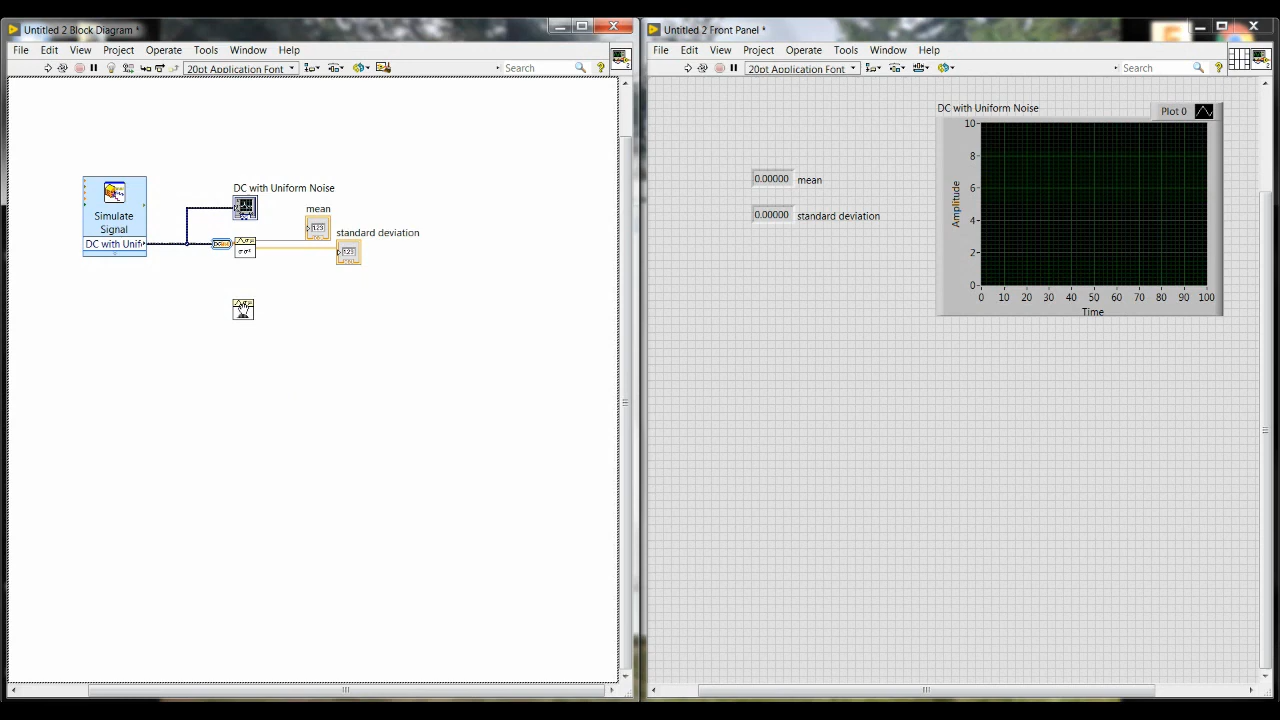 Untitled 2 Block Diagram *
File Edit View Project Operate Tools Window Help
20pt Application Font
Search
?
Simulate
Signal
DC with Unif
DC with Uniform Noise
mean
123
standard deviation
123
Untitled 2 Front Panel *
File Edit View Project Operate Tools Window Help
20pt Application Font
Search
?
0.00000 mean
0.00000 standard deviation
DC with Uniform Noise
Plot 0
Amplitude
10
8
6
4
2
0
0 10 20 30 40 50 60 70 80 90 100
Time